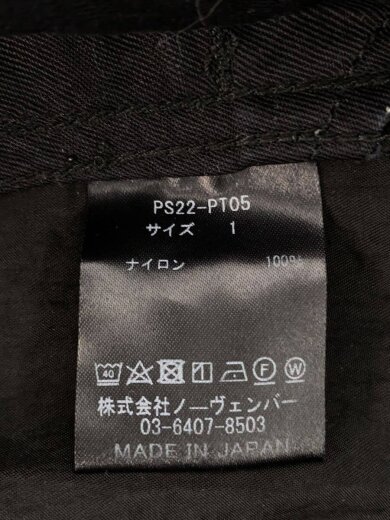 PS22-PT05
サイズ 1
ナイロン 100%
40 F W
株式会社ノーヴェンバー
03-6407-8503
MADE IN JAPAN